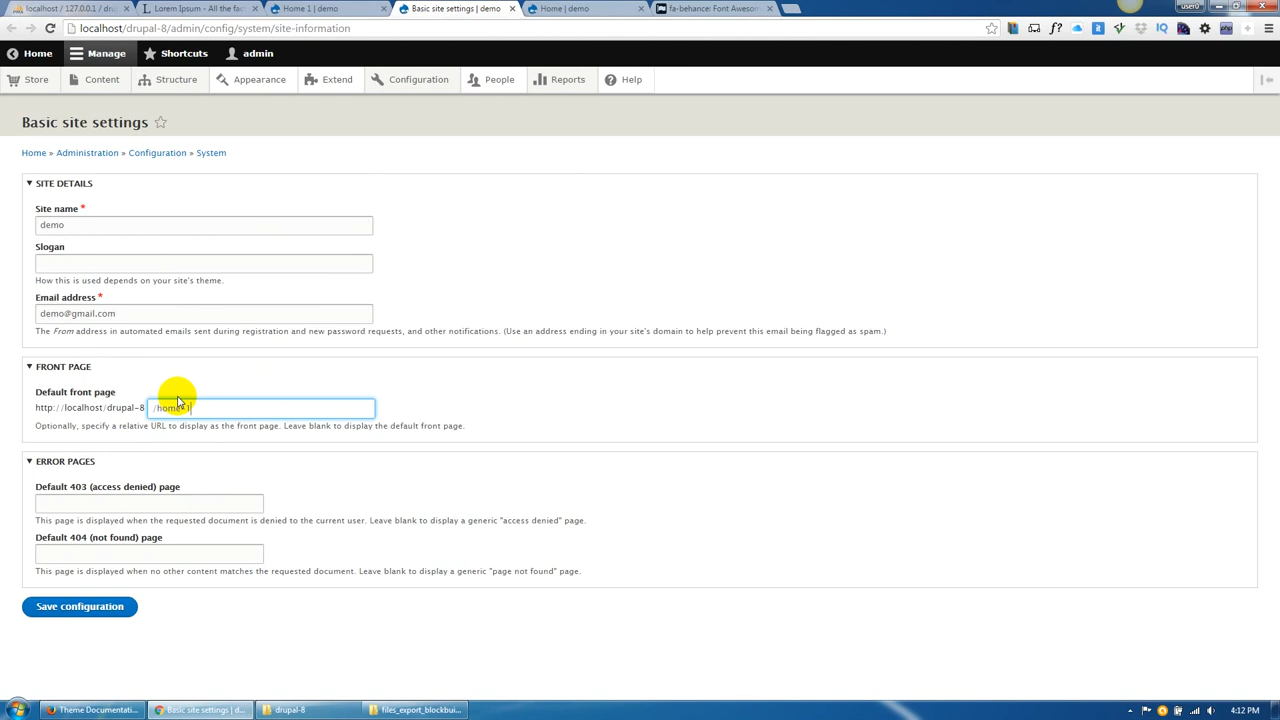 localhost / 127.0.0.1 / dru
Lorem Ipsum - All the fac
Home 1 | demo
Basic site settings | demo
Home | demo
fa-behance: Font Awesom
user0
localhost/drupal-8/admin/config/system/site-information
Home
Manage
Shortcuts
admin
Store
Content
Structure
Appearance
Extend
Configuration
People
Reports
Help
Basic site settings
Home » Administration » Configuration » System
SITE DETAILS
Site name *
demo
Slogan
How this is used depends on your site's theme.
Email address *
demo@gmail.com
The From address in automated emails sent during registration and new password requests, and other notifications. (Use an address ending in your site's domain to help prevent this email being flagged as spam.)
FRONT PAGE
Default front page
http://localhost/drupal-8 /home-1
Optionally, specify a relative URL to display as the front page. Leave blank to display the default front page.
ERROR PAGES
Default 403 (access denied) page
This page is displayed when the requested document is denied to the current user. Leave blank to display a generic "access denied" page.
Default 404 (not found) page
This page is displayed when no other content matches the requested document. Leave blank to display a generic "page not found" page.
Save configuration
Theme Documentati...
Basic site settings | d...
drupal-8
files_export_blockbui...
4:12 PM